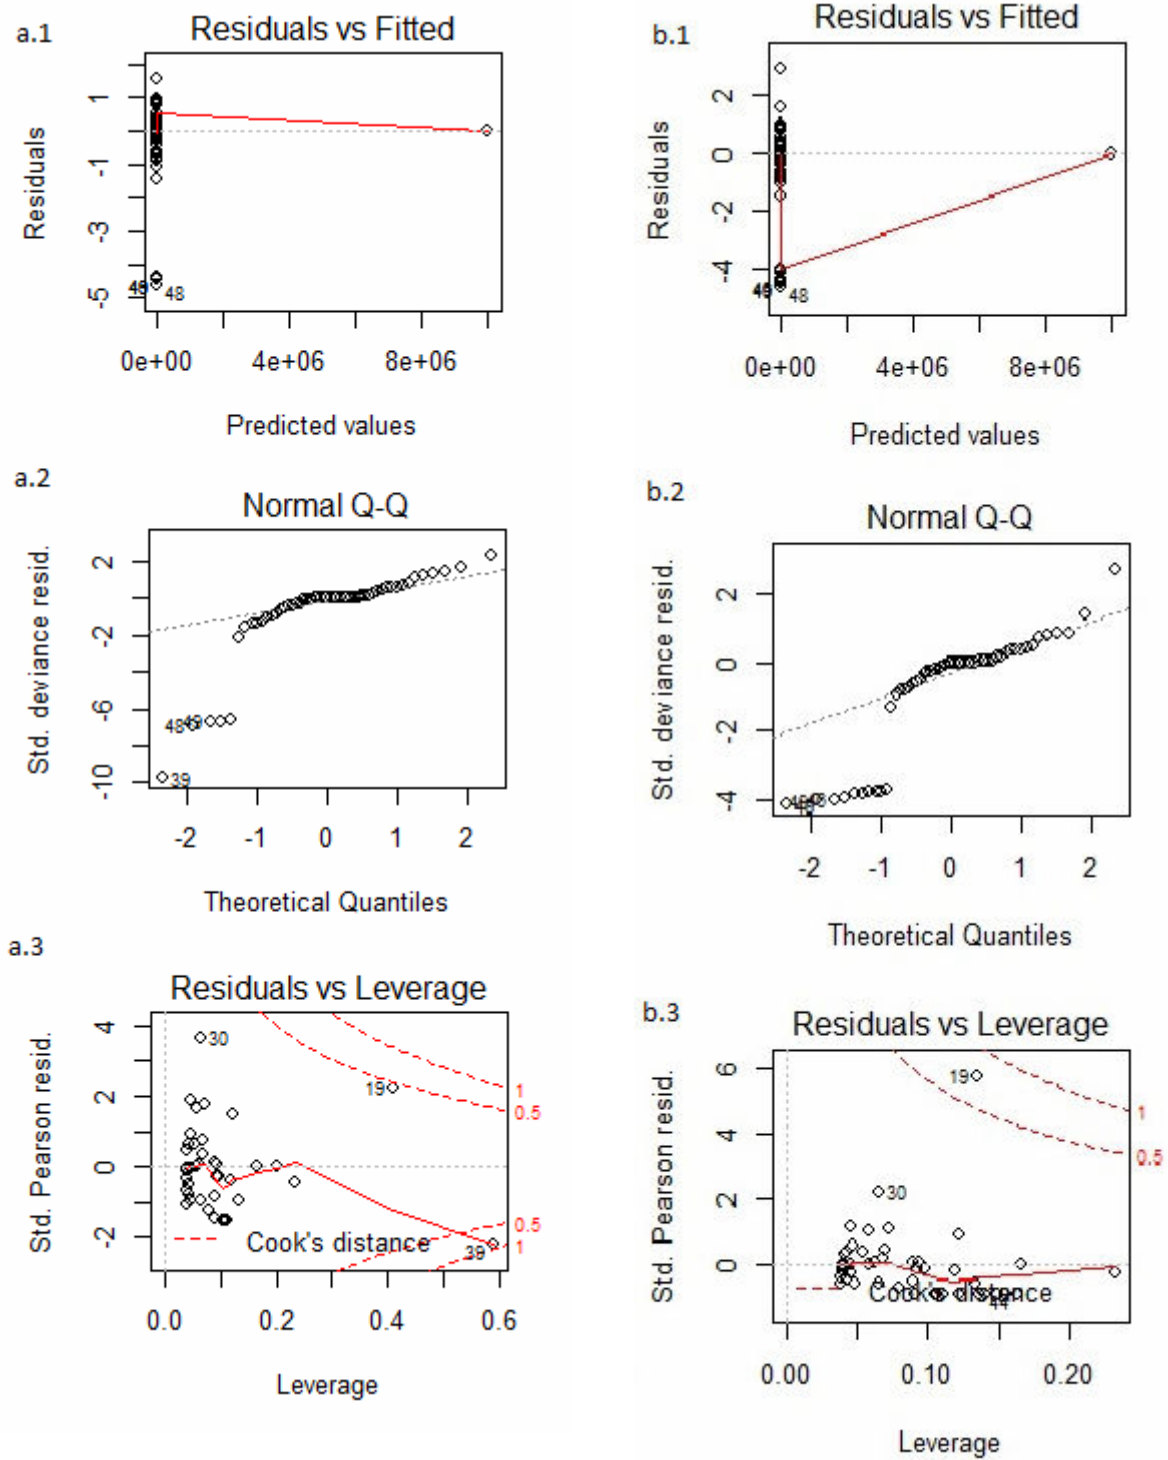 a.1
Residuals vs Fitted
Residuals
1
-1
-3
-5
48
0e+00 4e+06 8e+06
Predicted values
b.1
Residuals vs Fitted
Residuals
2
0
-2
-4
48
0e+00 4e+06 8e+06
Predicted values
a.2
Normal Q-Q
Std. deviance resid.
2
-2
-6
-10
48 49
39
-2 -1 0 1 2
Theoretical Quantiles
b.2
Normal Q-Q
Std. deviance resid.
2
0
-2
-4
-2 -1 0 1 2
Theoretical Quantiles
a.3
Residuals vs Leverage
Std. Pearson resid.
4
2
0
-2
30
19
39
1
0.5
0.5
1
Cook's distance
0.0 0.2 0.4 0.6
Leverage
b.3
Residuals vs Leverage
Std. Pearson resid.
6
4
2
0
19
30
44
1
0.5
Cook's distance
0.00 0.10 0.20
Leverage